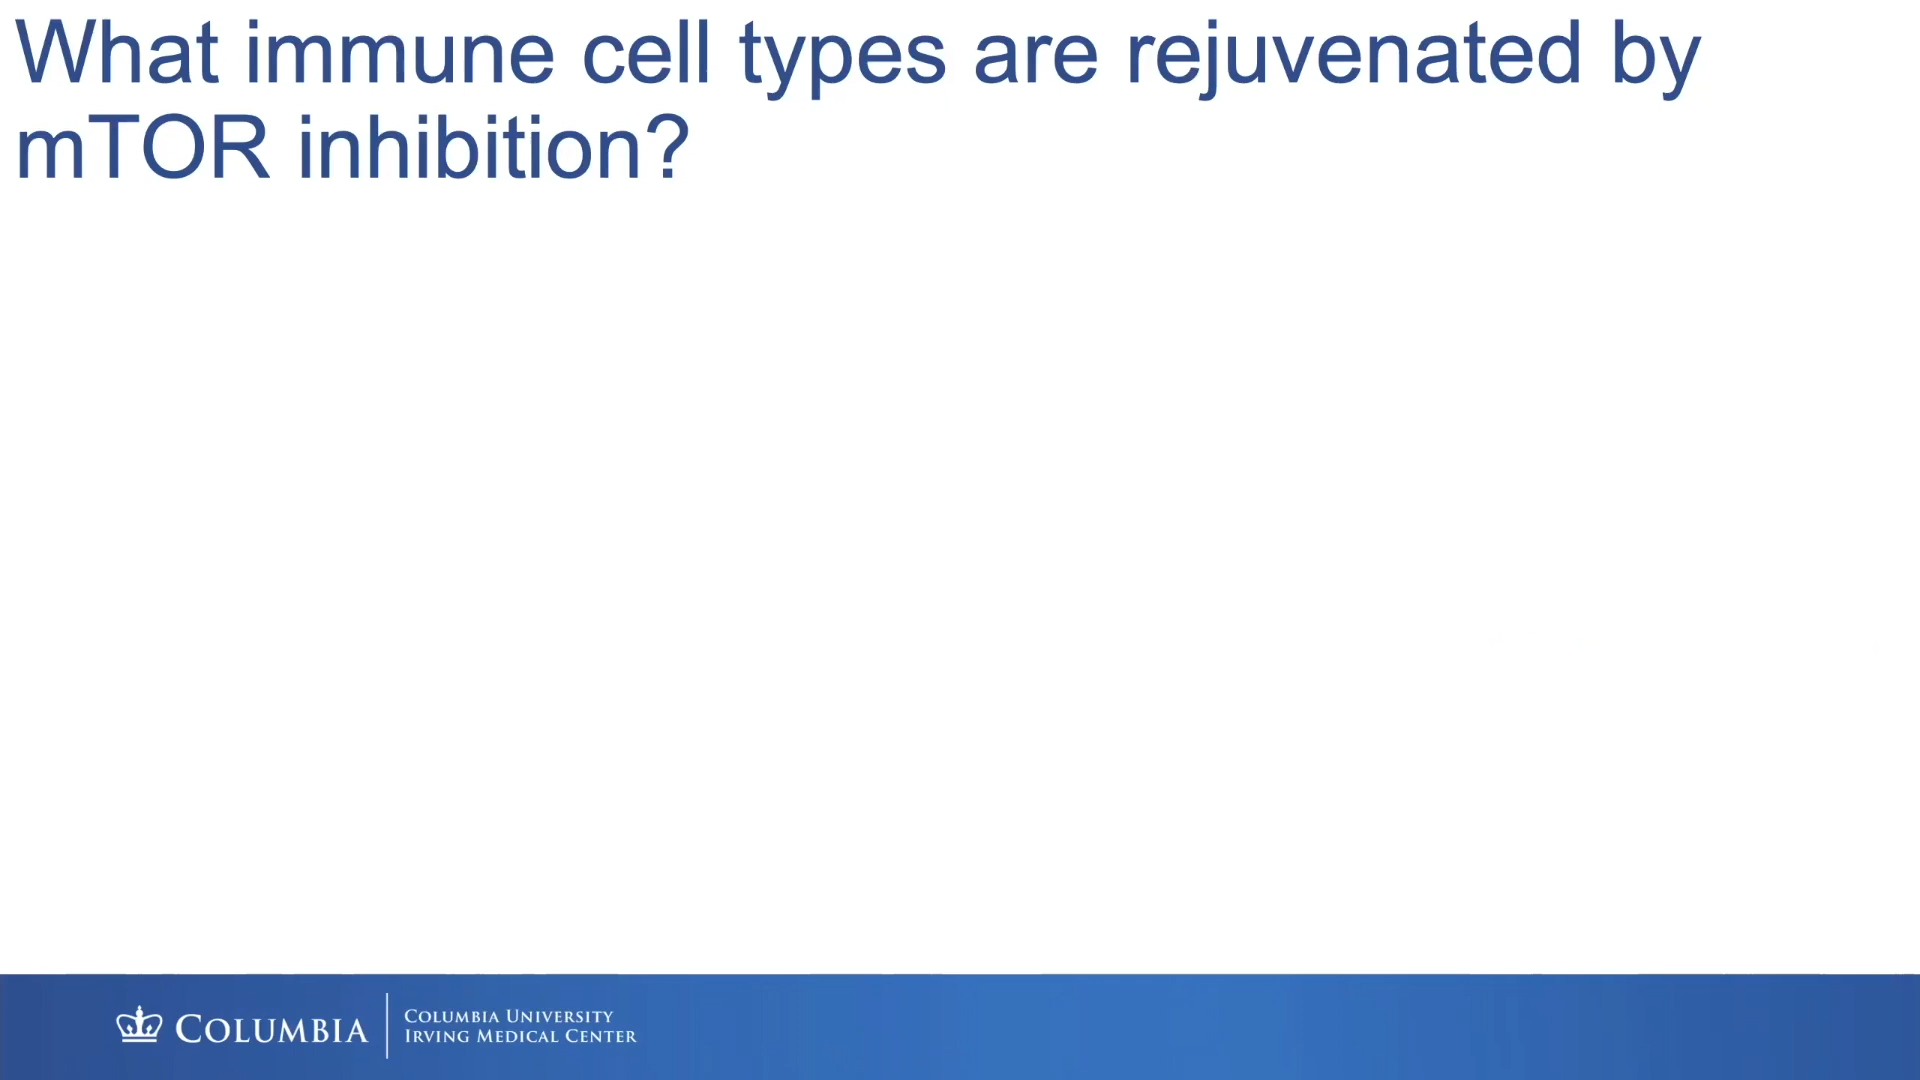 What immune cell types are rejuvenated by
mTOR inhibition?
COLUMBIA
COLUMBIA UNIVERSITY
IRVING MEDICAL CENTER